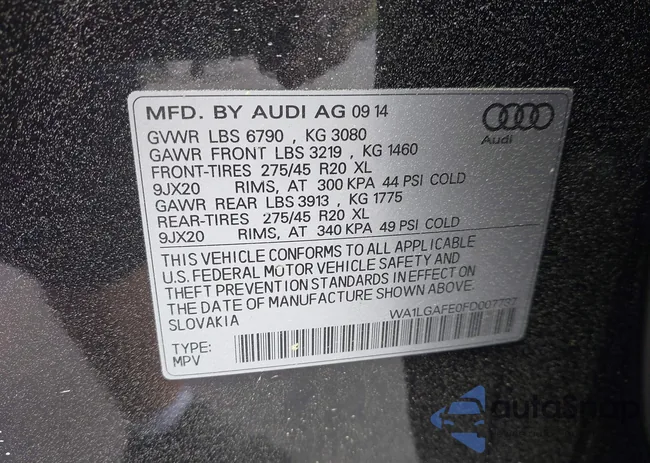 MFD. BY AUDI AG 09 14
GVWR LBS 6790 , KG 3080
GAWR FRONT LBS 3219 , KG 1460
FRONT-TIRES 275/45 R20 XL
9JX20 RIMS, AT 300 KPA 44 PSI COLD
GAWR REAR LBS 3913 , KG 1775
REAR-TIRES 275/45 R20 XL
9JX20 RIMS, AT 340 KPA 49 PSI COLD
Audi
THIS VEHICLE CONFORMS TO ALL APPLICABLE
U.S. FEDERAL MOTOR VEHICLE SAFETY AND
THEFT PREVENTION STANDARDS IN EFFECT ON
THE DATE OF MANUFACTURE SHOWN ABOVE.
SLOVAKIA
WA1LGAFE0FD007737
TYPE:
MPV
autoSnap